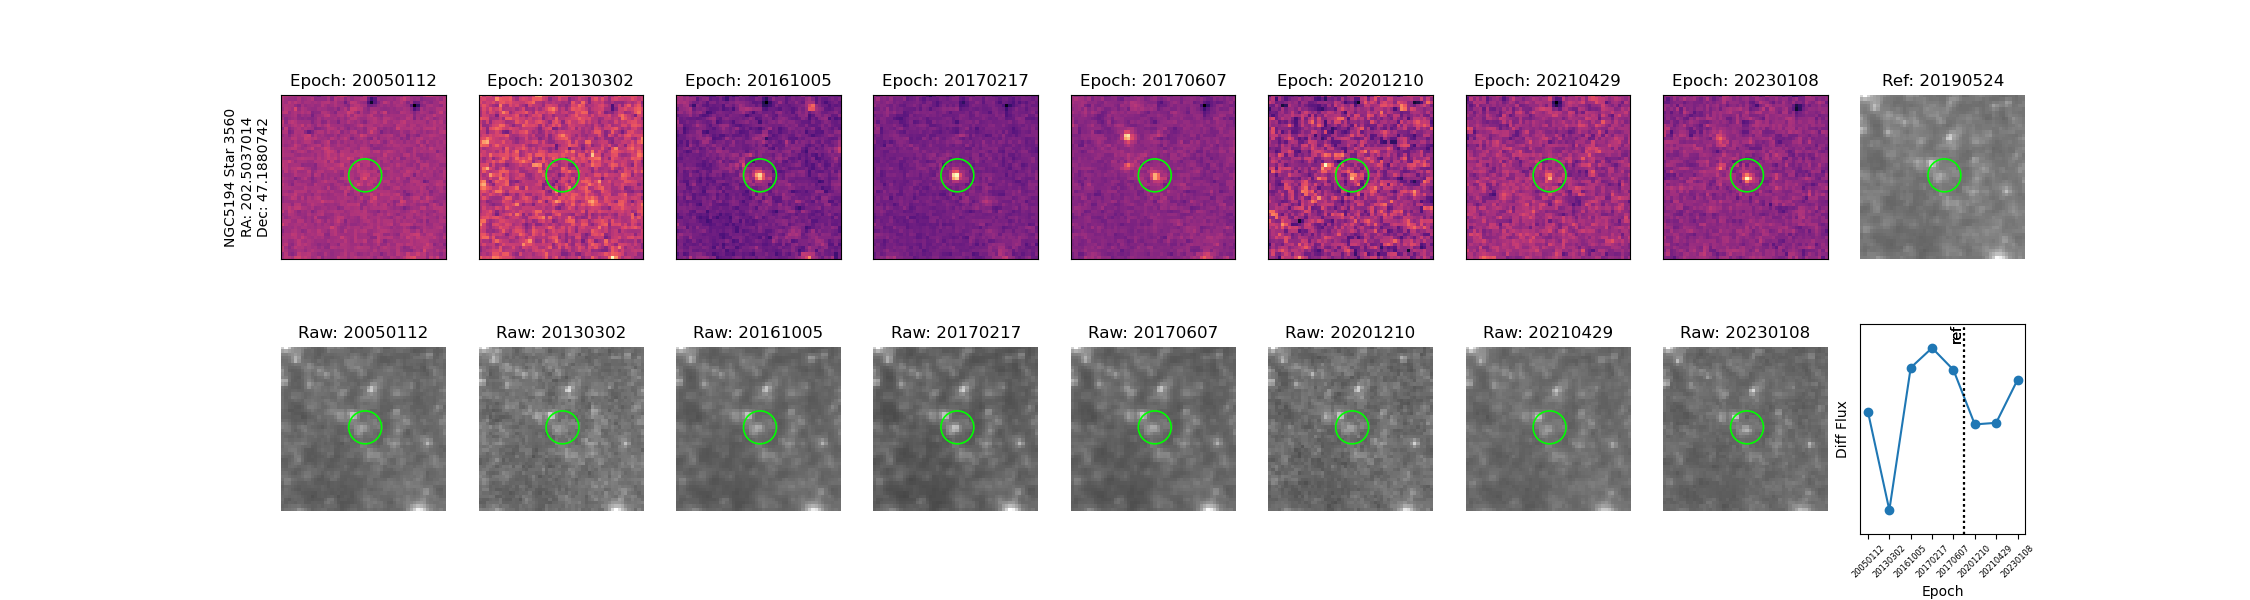 NGC5194 Star 3560
RA: 202.5037014
Dec: 47.1880742
Epoch: 20050112
Epoch: 20130302
Epoch: 20161005
Epoch: 20170217
Epoch: 20170607
Epoch: 20201210
Epoch: 20210429
Epoch: 20230108
Ref: 20190524
Raw: 20050112
Raw: 20130302
Raw: 20161005
Raw: 20170217
Raw: 20170607
Raw: 20201210
Raw: 20210429
Raw: 20230108
ref
Diff Flux
20050112
20130302
20161005
20170217
20170607
20201210
20210429
20230108
Epoch